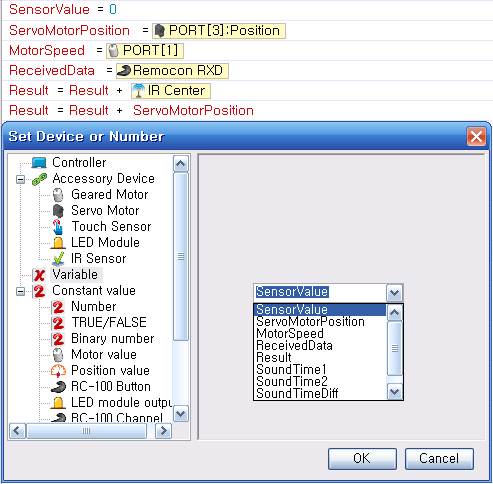 SensorValue = 0
ServoMotorPosition = PORT[3]:Position
MotorSpeed = PORT[1]
ReceivedData = Remocon RXD
Result = Result + IR Center
Result = Result + ServoMotorPosition
Set Device or Number
Controller
Accessory Device
Geared Motor
Servo Motor
Touch Sensor
LED Module
IR Sensor
Variable
Constant value
Number
TRUE/FALSE
Binary number
Motor value
Position value
RC-100 Button
LED module outpu
RC-100 Channel
SensorValue
SensorValue
ServoMotorPosition
MotorSpeed
ReceivedData
Result
SoundTime1
SoundTime2
SoundTimeDiff
OK Cancel